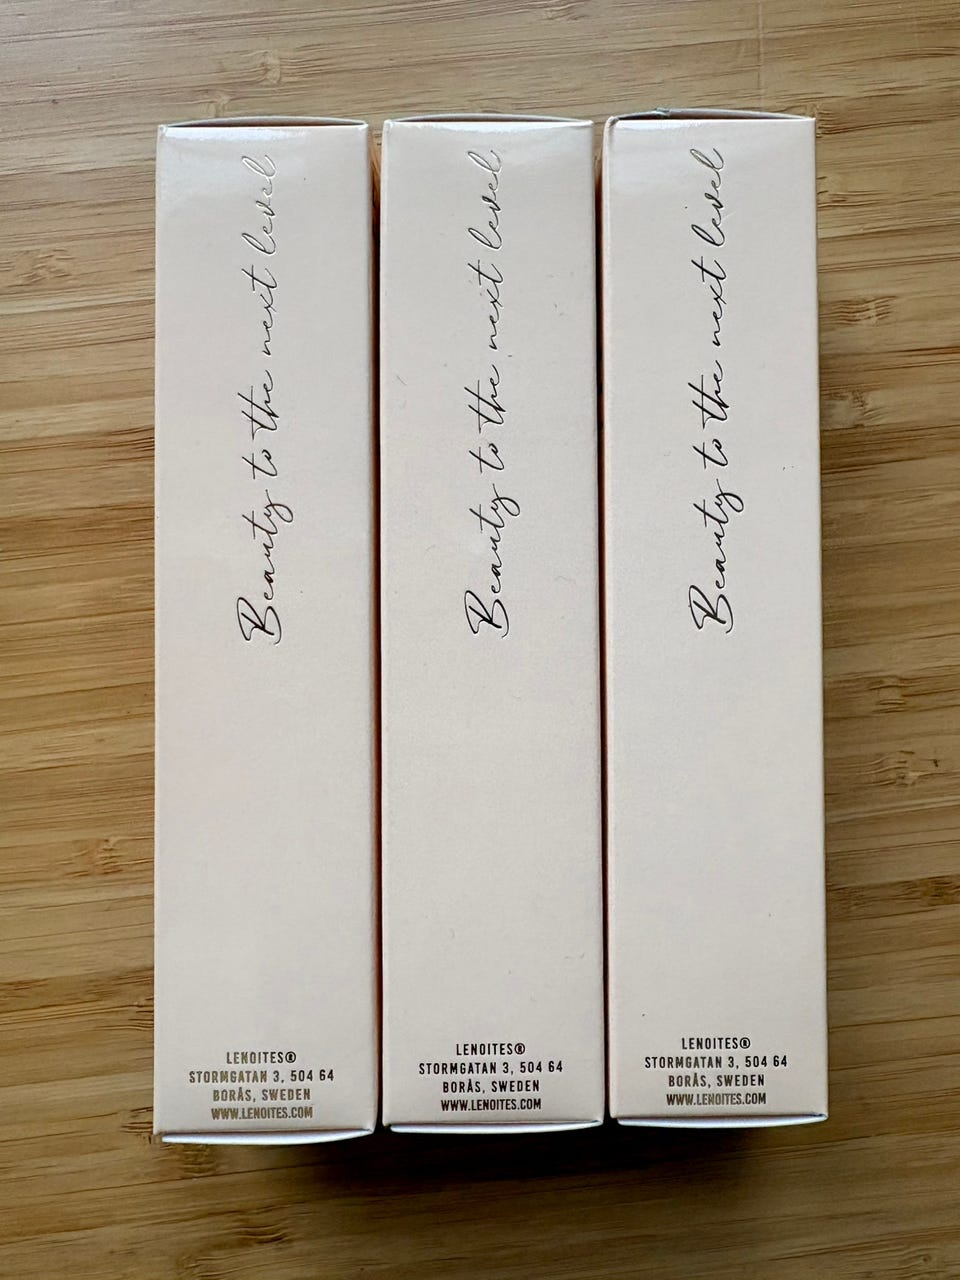 Beauty to the next level
LENOITES®
STORMGATAN 3, 504 64
BORÅS, SWEDEN
WWW.LENOITES.COM
Beauty to the next level
LENOITES®
STORMGATAN 3, 504 64
BORÅS, SWEDEN
WWW.LENOITES.COM
Beauty to the next level
LENOITES®
STORMGATAN 3, 504 64
BORÅS, SWEDEN
WWW.LENOITES.COM